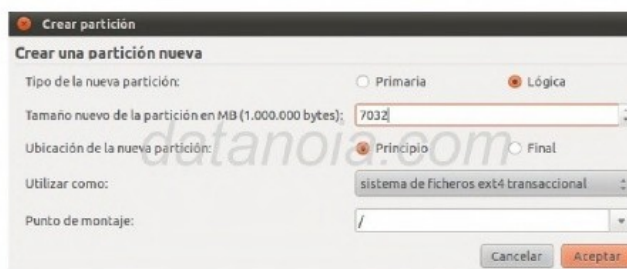 Crear partición
Crear una partición nueva
Tipo de la nueva partición: Primaria Lógica
Tamaño nuevo de la partición en MB (1.000.000 bytes): 7032
Ubicación de la nueva partición: Principio Final
datanoia.com
Utilizar como: sistema de ficheros ext4 transaccional
Punto de montaje: /
Cancelar Aceptar